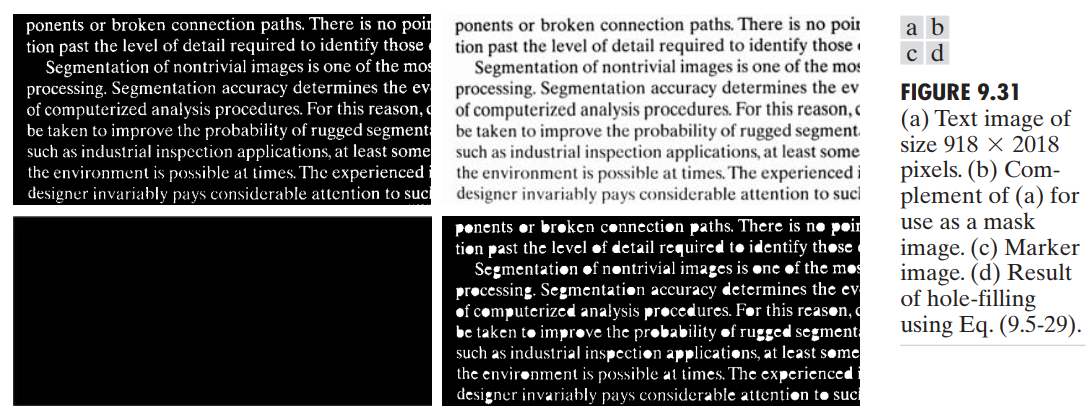 ponents or broken connection paths. There is no poin
tion past the level of detail required to identify those
Segmentation of nontrivial images is one of the mos
processing. Segmentation accuracy determines the ev
of computerized analysis procedures. For this reason, c
be taken to improve the probability of rugged segment
such as industrial inspection applications, at least some
the environment is possible at times. The experienced i
designer invariably pays considerable attention to suc
ponents or broken connection paths. There is no poin
tion past the level of detail required to identify those
Segmentation of nontrivial images is one of the mos
processing. Segmentation accuracy determines the ev
of computerized analysis procedures. For this reason, c
be taken to improve the probability of rugged segment
such as industrial inspection applications, at least some
the environment is possible at times. The experienced i
designer invariably pays considerable attention to suc
ponents or broken connection paths. There is no poin
tion past the level of detail required to identify those
Segmentation of nontrivial images is one of the mos
processing. Segmentation accuracy determines the ev
of computerized analysis procedures. For this reason, c
be taken to improve the probability of rugged segment
such as industrial inspection applications, at least some
the environment is possible at times. The experienced i
designer invariably pays considerable attention to suc
a b
c d
FIGURE 9.31
(a) Text image of
size 918 × 2018
pixels. (b) Com-
plement of (a) for
use as a mask
image. (c) Marker
image. (d) Result
of hole-filling
using Eq. (9.5-29).